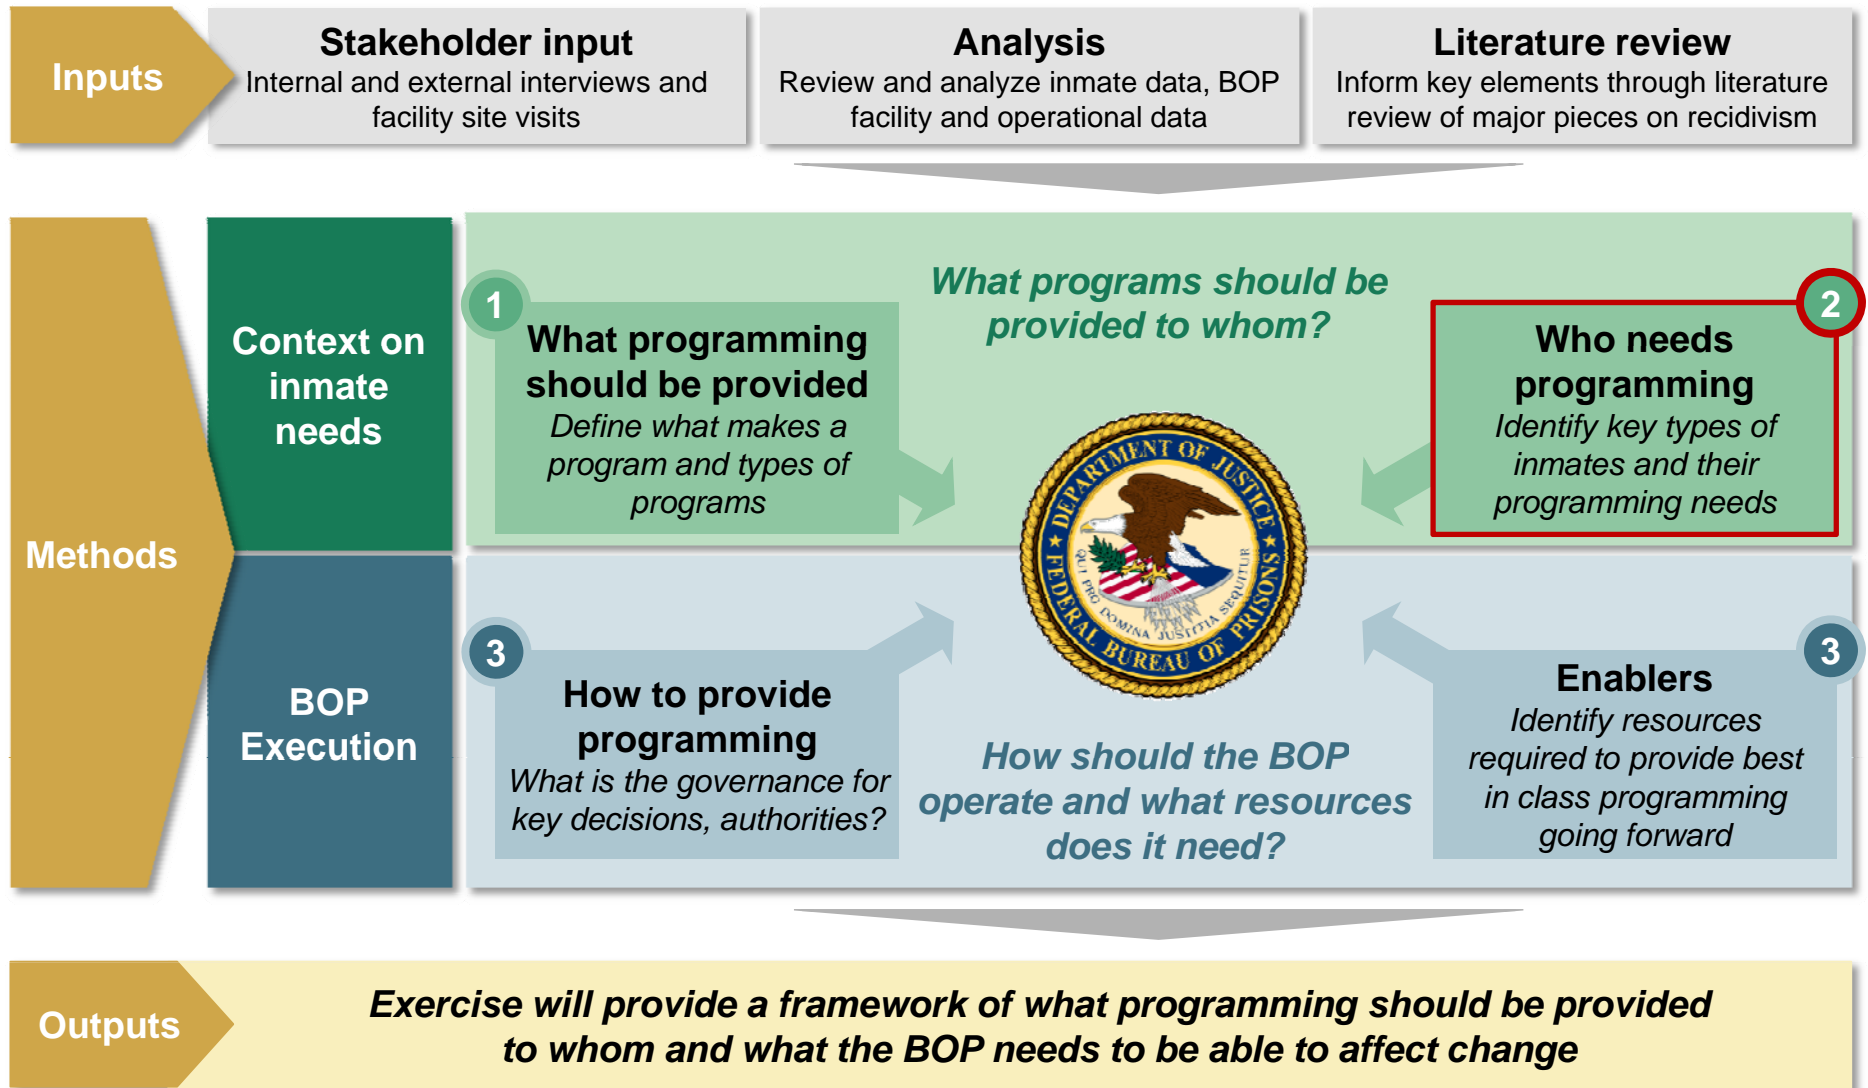 Inputs
Stakeholder input
Internal and external interviews and
facility site visits
Analysis
Review and analyze inmate data, BOP
facility and operational data
Literature review
Inform key elements through literature
review of major pieces on recidivism
Methods
Context on
inmate
needs
What programs should be
provided to whom?
1
What programming
should be provided
Define what makes a
program and types of
programs
2
Who needs
programming
Identify key types of
inmates and their
programming needs
DEPARTMENT OF JUSTICE
FEDERAL BUREAU OF PRISONS
QUI PRO DOMINA JUSTITIA SEQUITUR
BOP
Execution
3
How to provide
programming
What is the governance for
key decisions, authorities?
How should the BOP
operate and what resources
does it need?
3
Enablers
Identify resources
required to provide best
in class programming
going forward
Outputs
Exercise will provide a framework of what programming should be provided
to whom and what the BOP needs to be able to affect change